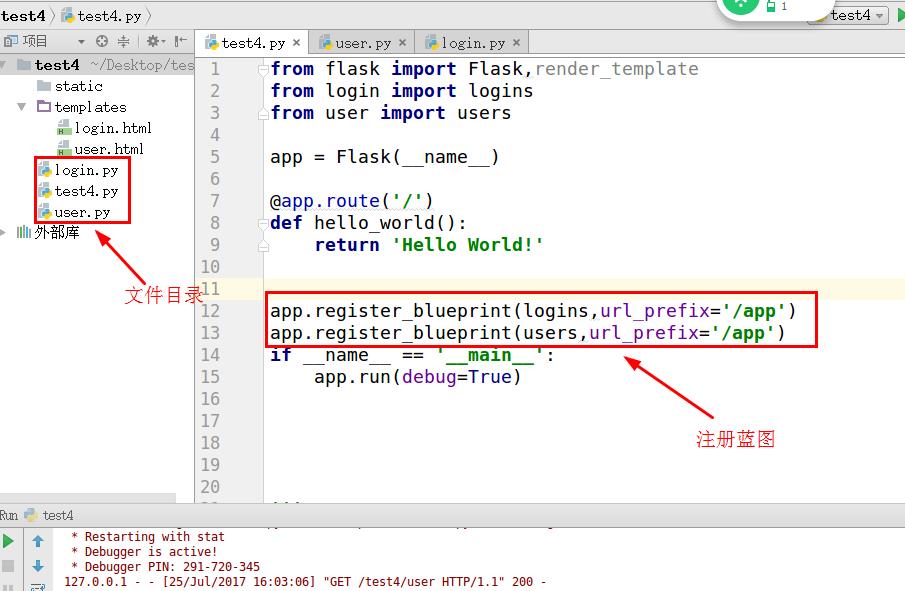 test4 test4.py 1 test4
项目
test4.py × user.py × login.py ×
test4 ~/Desktop/tes
static
templates
login.html
user.html
login.py
test4.py
user.py
外部库
文件目录
1 from flask import Flask,render_template
2 from login import logins
3 from user import users
4
5 app = Flask(__name__)
6
7 @app.route('/')
8 def hello_world():
9 return 'Hello World!'
10
11
12 app.register_blueprint(logins,url_prefix='/app')
13 app.register_blueprint(users,url_prefix='/app')
14 if __name__ == '__main__':
15 app.run(debug=True)
16
17
18
19
20
注册蓝图
Run test4
* Restarting with stat
* Debugger is active!
* Debugger PIN: 291-720-345
127.0.0.1 - - [25/Jul/2017 16:03:06] "GET /test4/user HTTP/1.1" 200 -